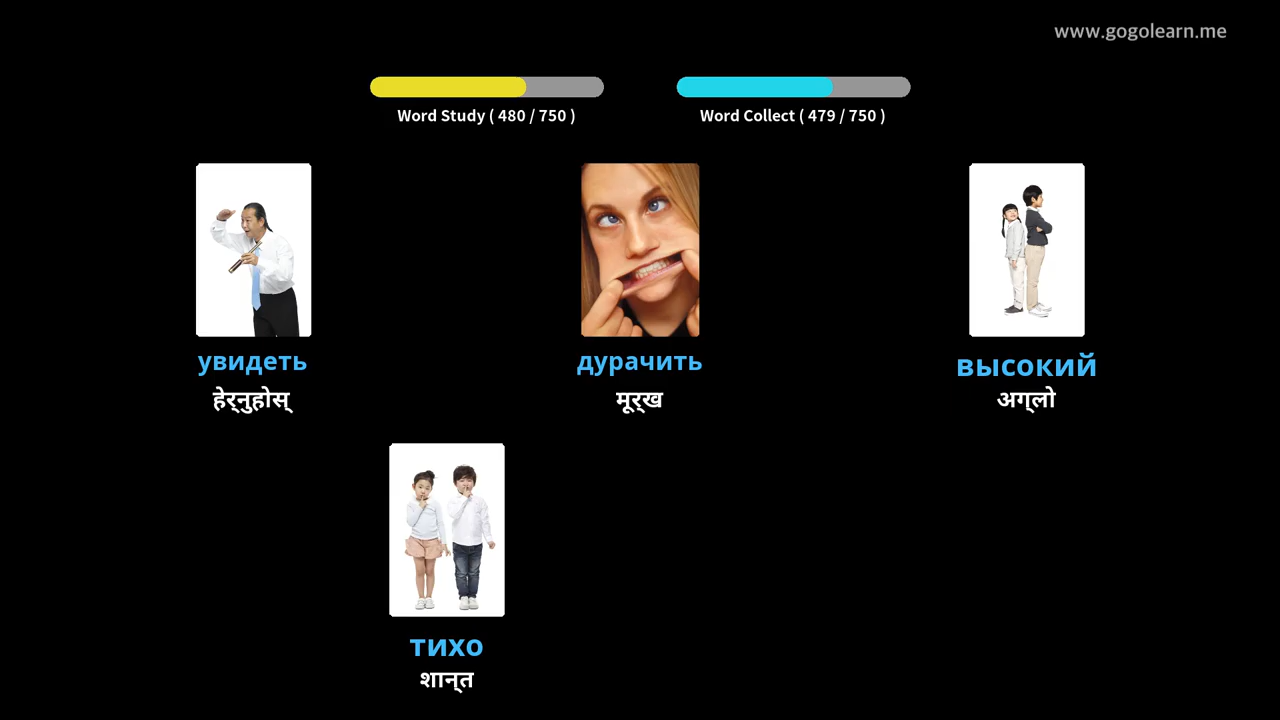 www.gogolearn.me
Word Study ( 480 / 750 )
Word Collect ( 479 / 750 )
увидеть
हेर्‌नुहोस्
дурачить
मूर्‌ख
высокий
अग्‌लो
тихо
शान्‌त